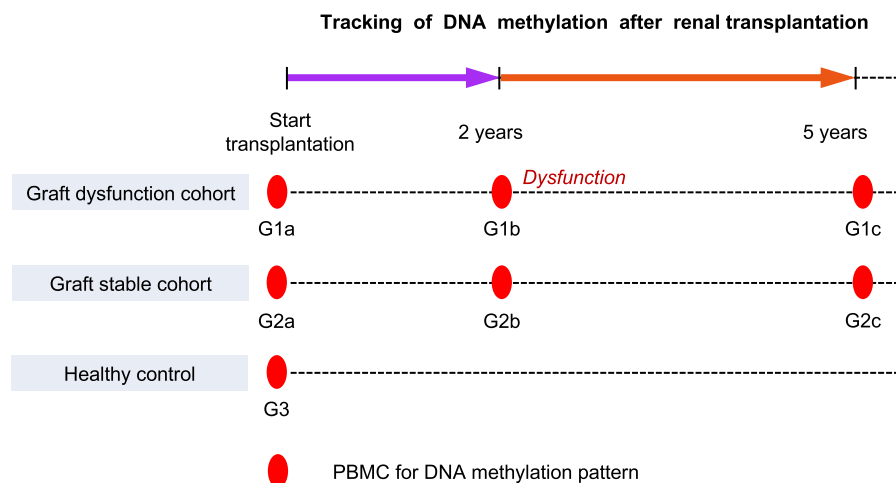 Tracking of DNA methylation after renal transplantation
Start
transplantation
2 years
5 years
Graft dysfunction cohort
Dysfunction
G1a
G1b
G1c
Graft stable cohort
G2a
G2b
G2c
Healthy control
G3
PBMC for DNA methylation pattern